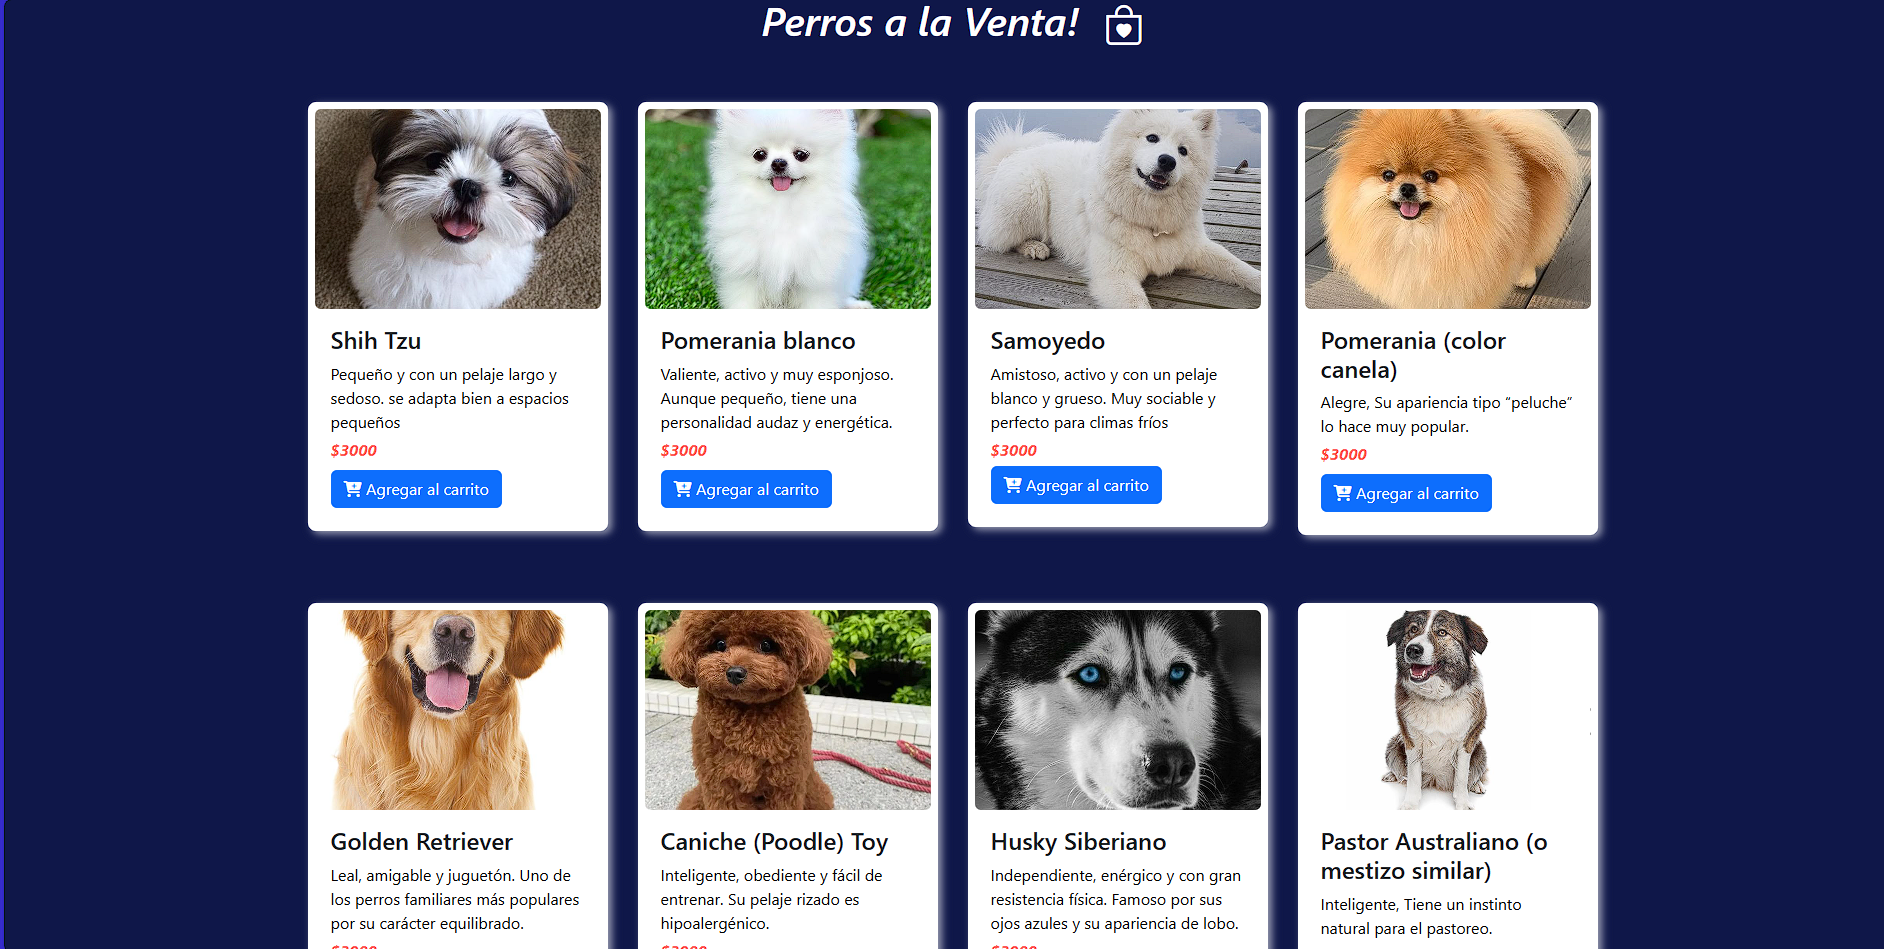 Perros a la Venta!
Shih Tzu
Pequeño y con un pelaje largo y
sedoso. se adapta bien a espacios
pequeños
$3000
Agregar al carrito
Pomerania blanco
Valiente, activo y muy esponjoso.
Aunque pequeño, tiene una
personalidad audaz y energética.
$3000
Agregar al carrito
Samoyedo
Amistoso, activo y con un pelaje
blanco y grueso. Muy sociable y
perfecto para climas fríos
$3000
Agregar al carrito
Pomerania (color
canela)
Alegre, Su apariencia tipo “peluche”
lo hace muy popular.
$3000
Agregar al carrito
Golden Retriever
Leal, amigable y juguetón. Uno de
los perros familiares más populares
por su carácter equilibrado.
$3000
Caniche (Poodle) Toy
Inteligente, obediente y fácil de
entrenar. Su pelaje rizado es
hipoalergénico.
$3000
Husky Siberiano
Independiente, enérgico y con gran
resistencia física. Famoso por sus
ojos azules y su apariencia de lobo.
$3000
Pastor Australiano (o
mestizo similar)
Inteligente, Tiene un instinto
natural para el pastoreo.